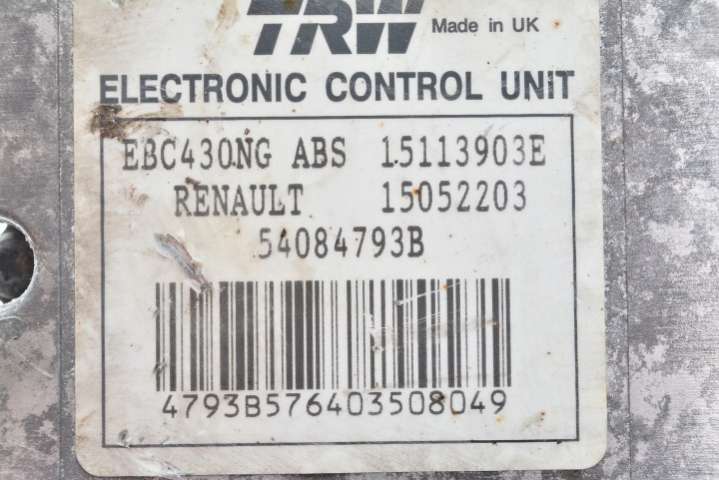 TRW Made in UK
ELECTRONIC CONTROL UNIT
EBC430NG ABS 15113903E
RENAULT 15052203
54084793B
4793B576403508049